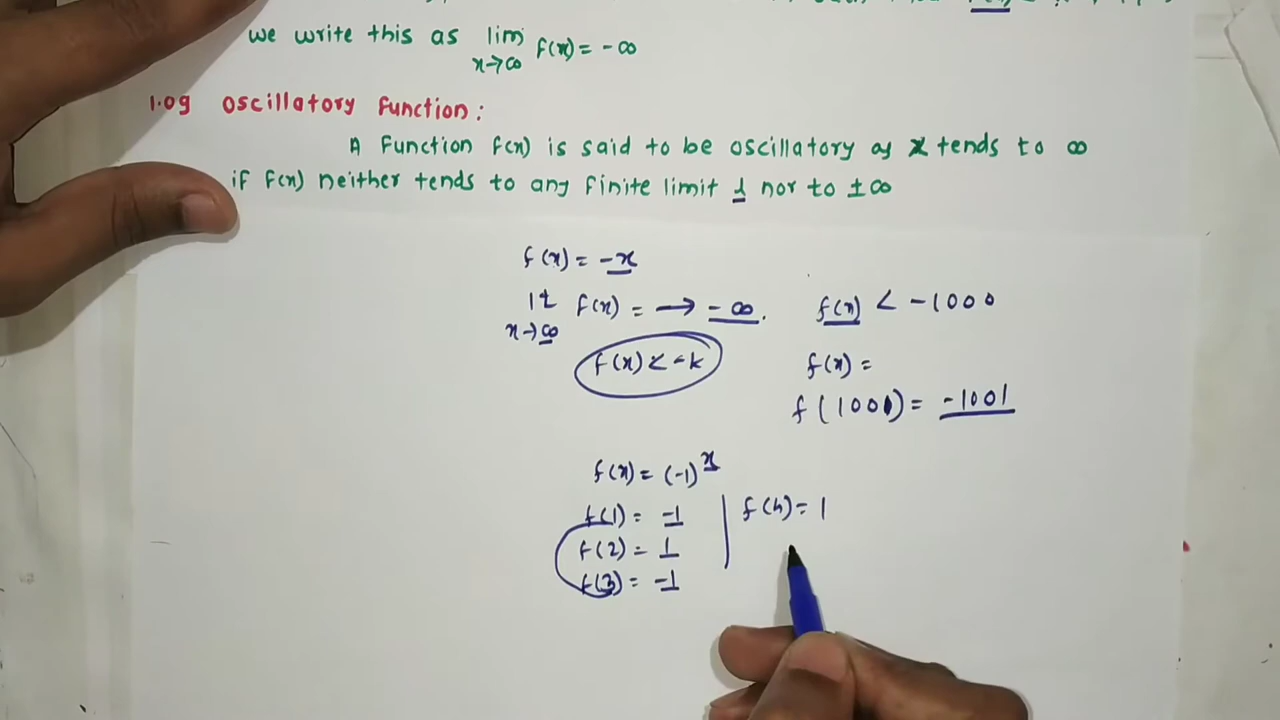 we write this as lim x→∞ f(x) = -∞
1.09 Oscillatory Function:
A Function f(x) is said to be oscillatory as x tends to ∞
if f(x) neither tends to any finite limit l nor to ±∞
f(x) = -x
lt x→∞ f(x) = → -∞.
f(x) < -1000
f(x) < -k
f(x) =
f(1001) = -1001
f(x) = (-1)^x
f(1) = -1
f(4) = 1
f(2) = 1
f(3) = -1